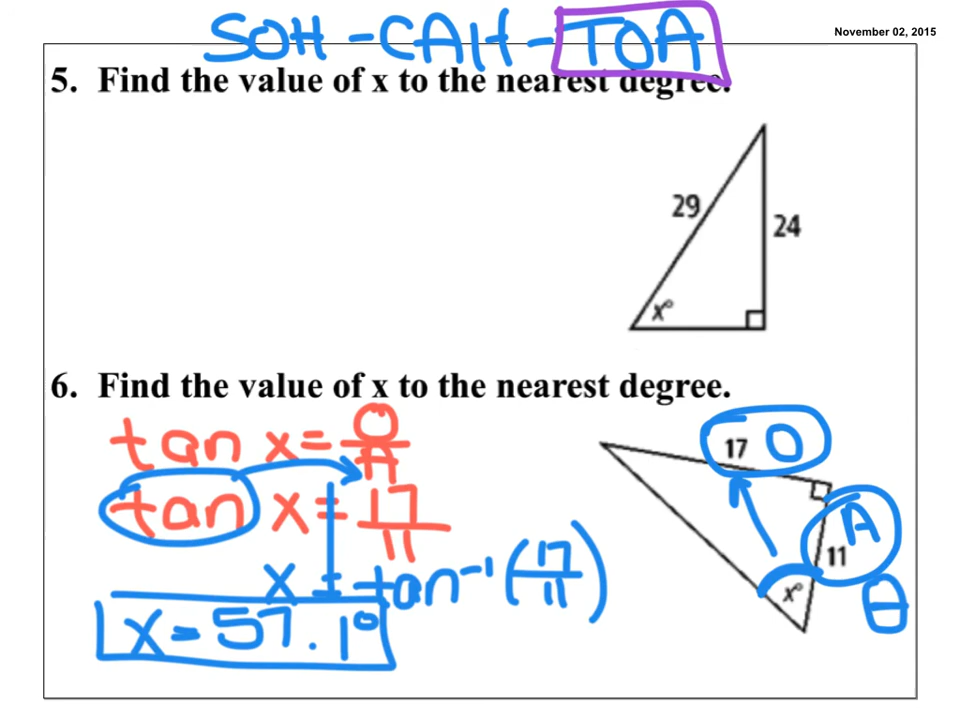 November 02, 2015
SOH-CAH-TOA
5. Find the value of x to the nearest degree.
29
24
x°
6. Find the value of x to the nearest degree.
tan x = O/A
17 O
tan x = 17/11
A
11
x = tan⁻¹(17/11)
x°
θ
x = 57.1°